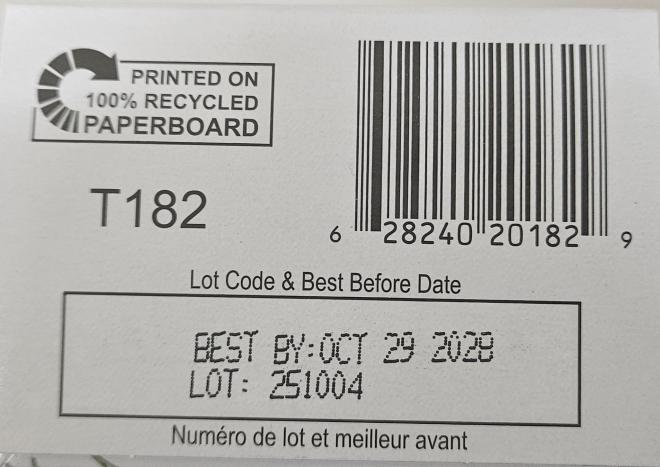 PRINTED ON
100% RECYCLED
PAPERBOARD
T182
6 28240 20182 9
Lot Code & Best Before Date
BEST BY:OCT 29 2028
LOT: 251004
Numéro de lot et meilleur avant